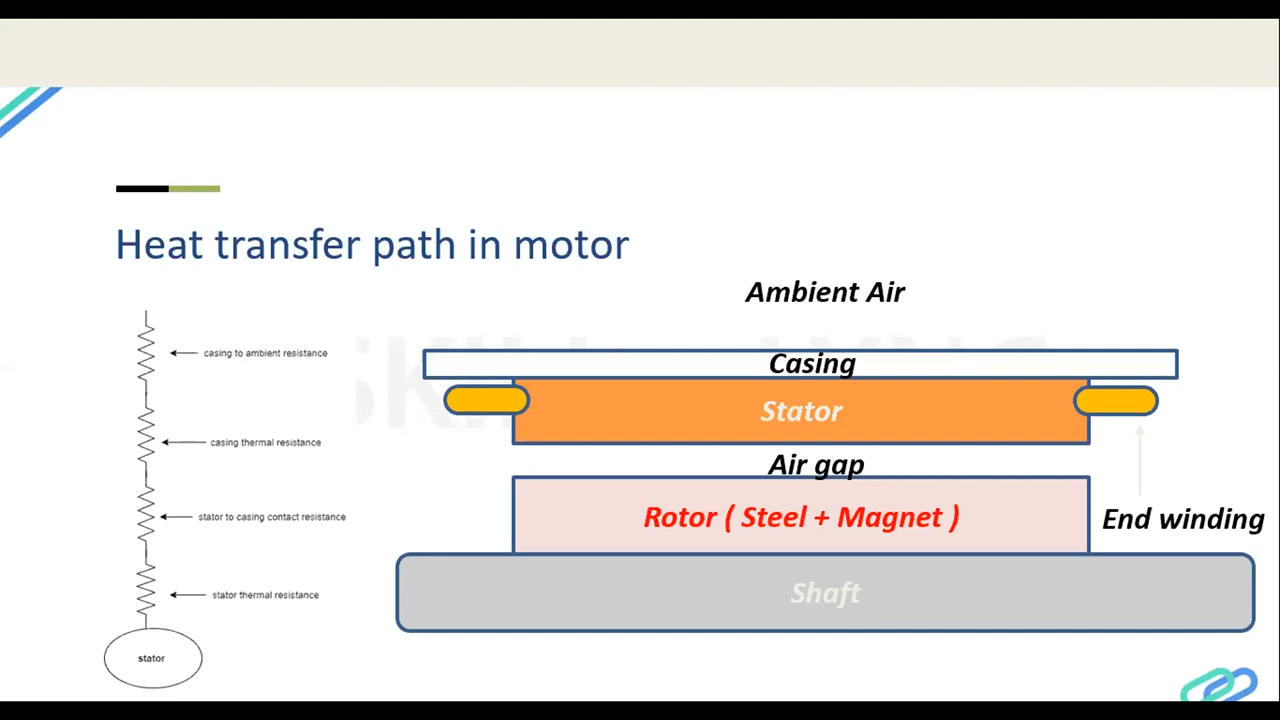 Heat transfer path in motor
Ambient Air
casing to ambient resistance
Casing
Stator
casing thermal resistance
Air gap
stator to casing contact resistance
Rotor ( Steel + Magnet )
End winding
stator thermal resistance
Shaft
stator